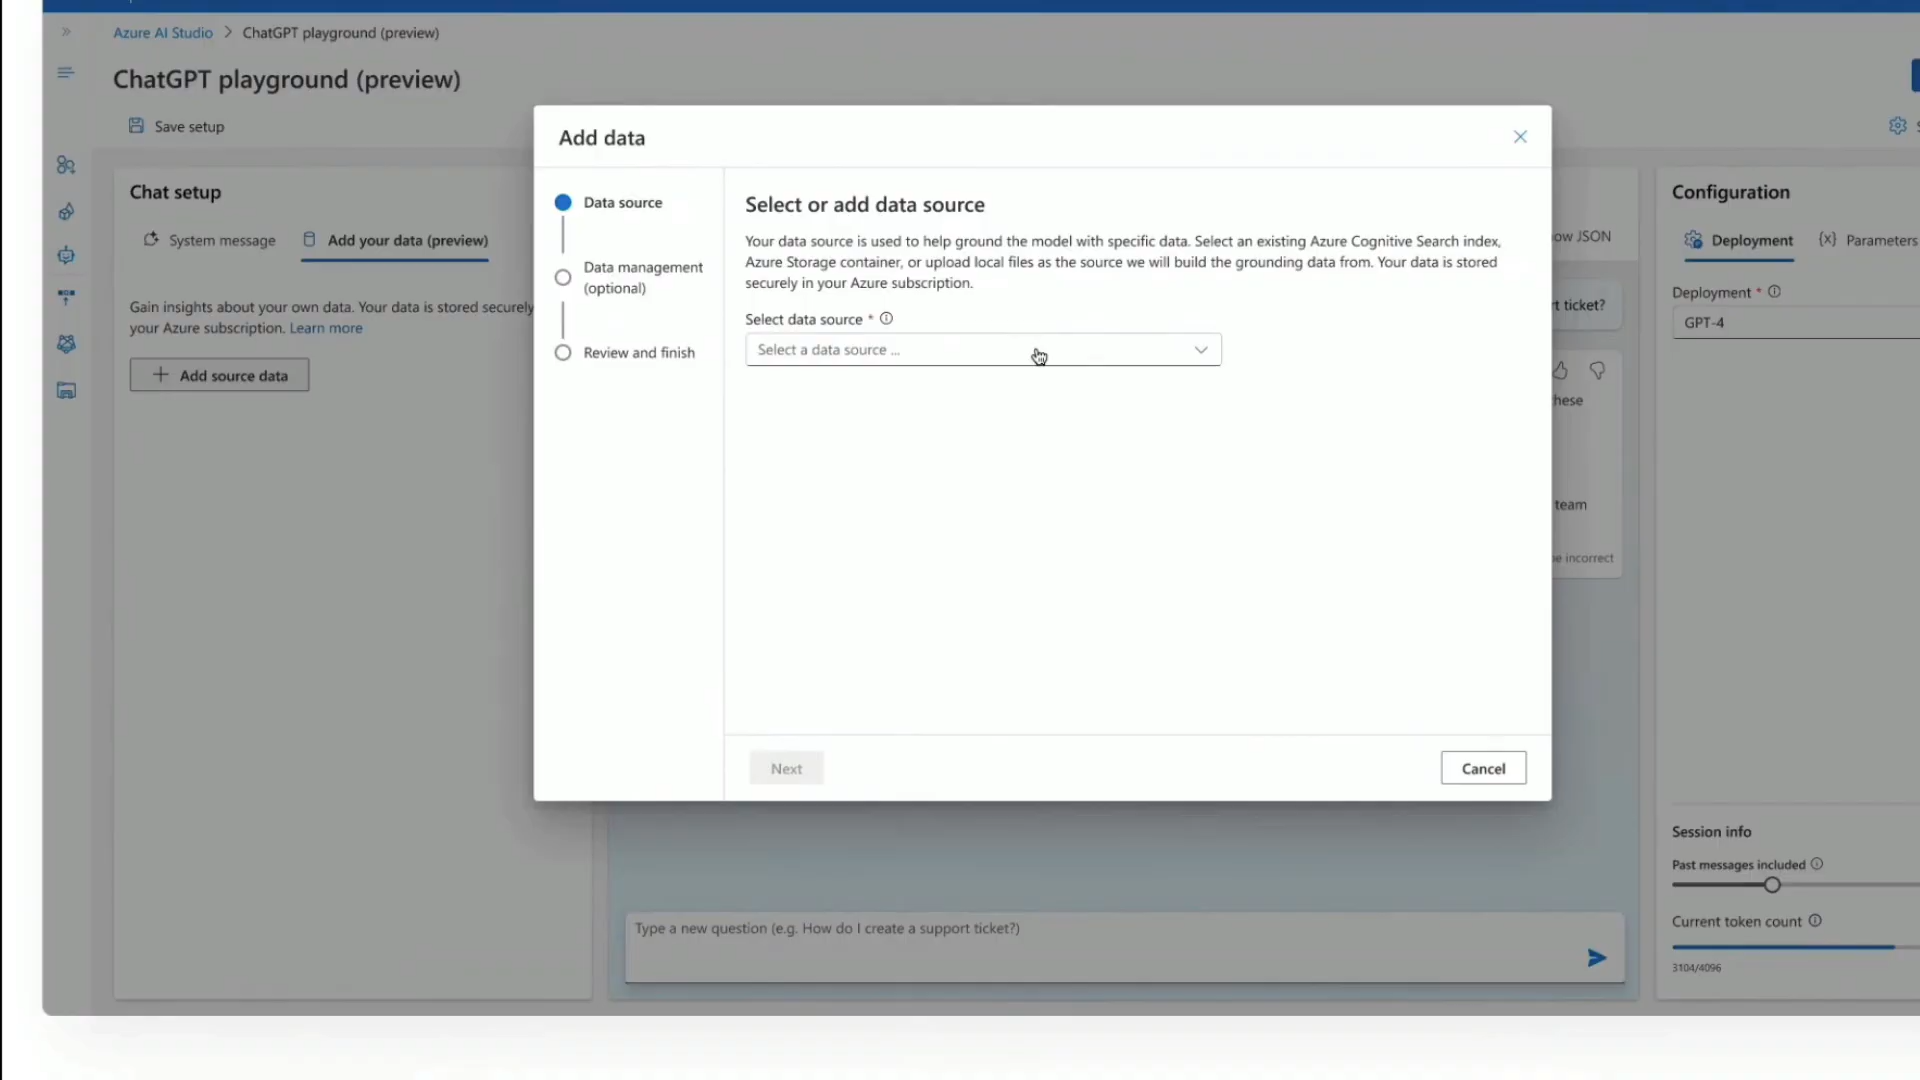 Azure AI Studio > ChatGPT playground (preview)
ChatGPT playground (preview)
Save setup
Chat setup
System message
Add your data (preview)
Gain insights about your own data. Your data is stored securely
your Azure subscription. Learn more
+ Add source data
Add data
Data source
Data management
(optional)
Review and finish
Select or add data source
Your data source is used to help ground the model with specific data. Select an existing Azure Cognitive Search index,
Azure Storage container, or upload local files as the source we will build the grounding data from. Your data is stored
securely in your Azure subscription.
Select data source *
Select a data source ...
Next
Cancel
ow JSON
t ticket?
hese
team
be incorrect
Type a new question (e.g. How do I create a support ticket?)
Configuration
Deployment
{x} Parameters
Deployment *
GPT-4
Session info
Past messages included
Current token count
3104/4096